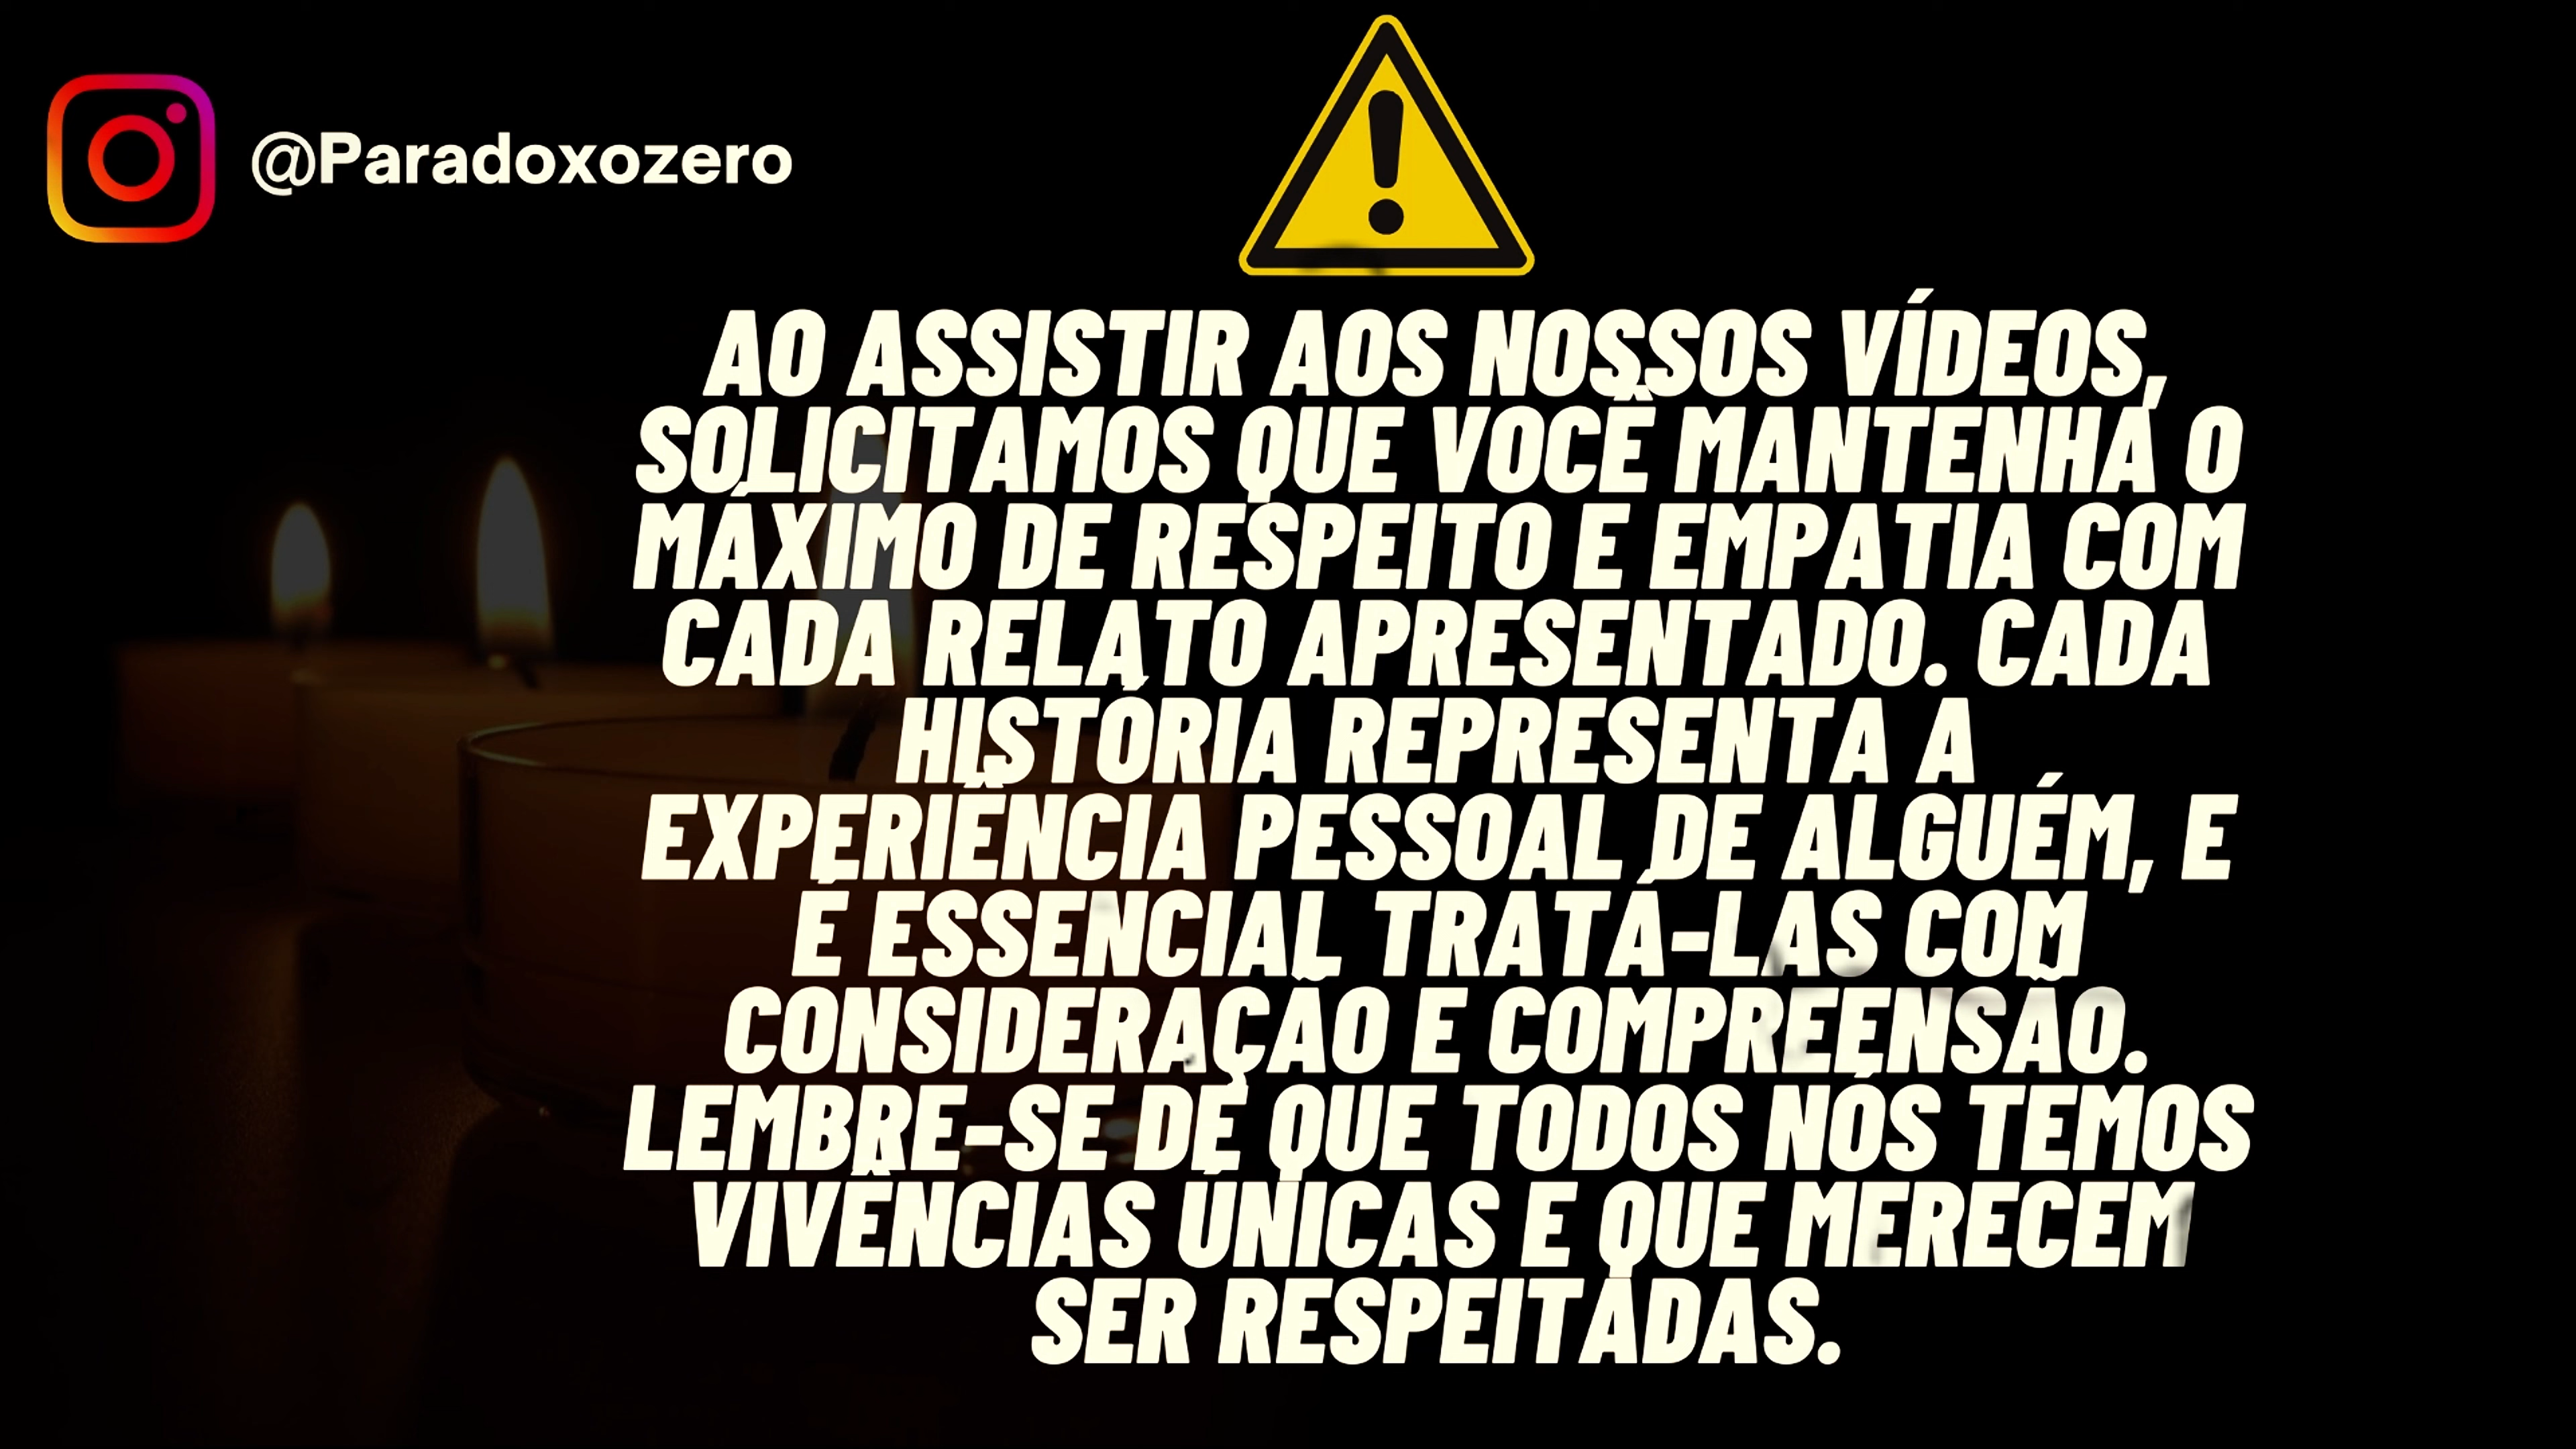 @Paradoxozero
AO ASSISTIR AOS NOSSOS VÍDEOS,
SOLICITAMOS QUE VOCÊ MANTENHA O
MÁXIMO DE RESPEITO E EMPATIA COM
CADA RELATO APRESENTADO. CADA
HISTÓRIA REPRESENTA A
EXPERIÊNCIA PESSOAL DE ALGUÉM, E
É ESSENCIAL TRATÁ-LAS COM
CONSIDERAÇÃO E COMPREENSÃO.
LEMBRE-SE DE QUE TODOS NÓS TEMOS
VIVÊNCIAS ÚNICAS E QUE MERECEM
SER RESPEITADAS.